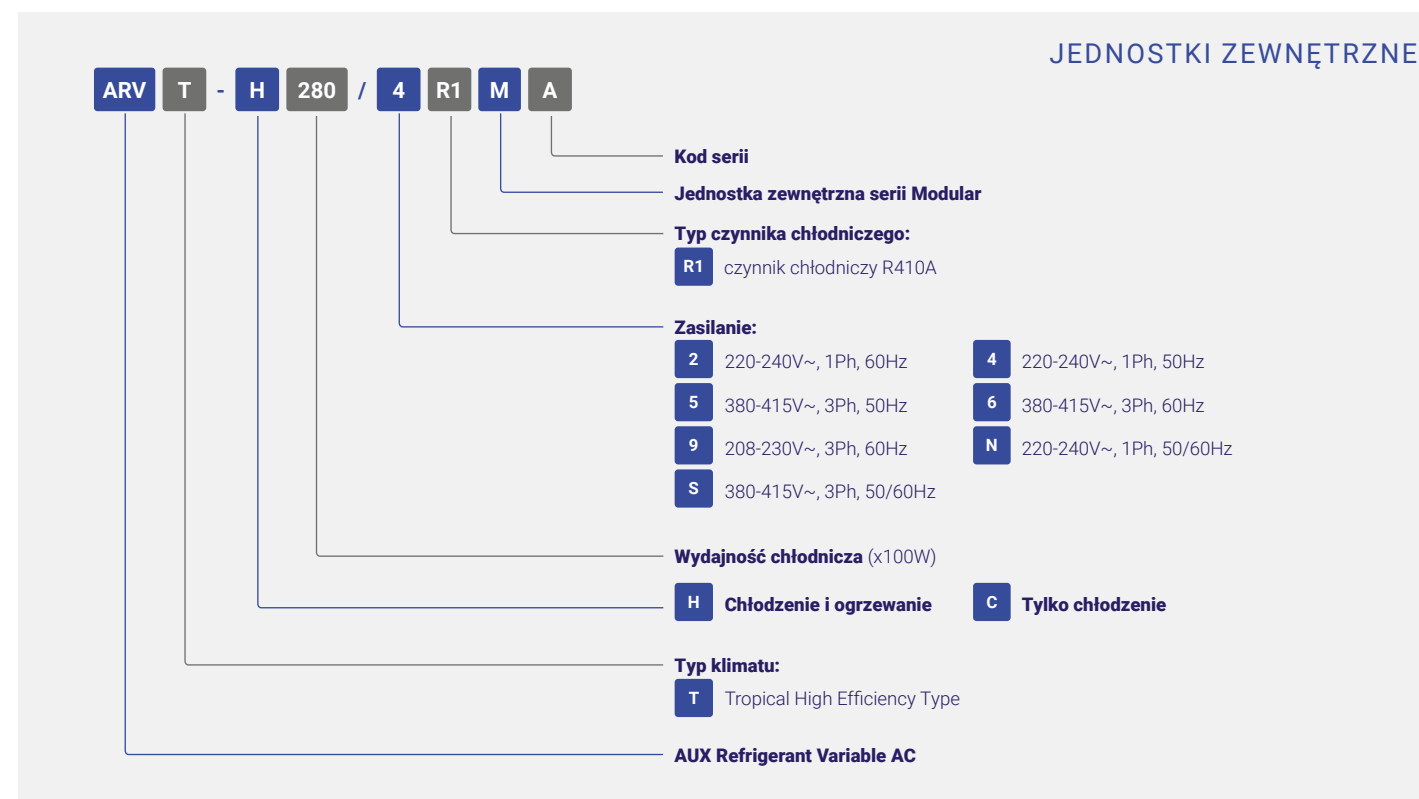 JEDNOSTKI ZEWNĘTRZNE
ARV T - H 280 / 4 R1 M A
Kod serii
Jednostka zewnętrzna serii Modular
Typ czynnika chłodniczego:
R1 czynnik chłodniczy R410A
Zasilanie:
2 220-240V~, 1Ph, 60Hz 4 220-240V~, 1Ph, 50Hz
5 380-415V~, 3Ph, 50Hz 6 380-415V~, 3Ph, 60Hz
9 208-230V~, 3Ph, 60Hz N 220-240V~, 1Ph, 50/60Hz
S 380-415V~, 3Ph, 50/60Hz
Wydajność chłodnicza (x100W)
H Chłodzenie i ogrzewanie C Tylko chłodzenie
Typ klimatu:
T Tropical High Efficiency Type
AUX Refrigerant Variable AC